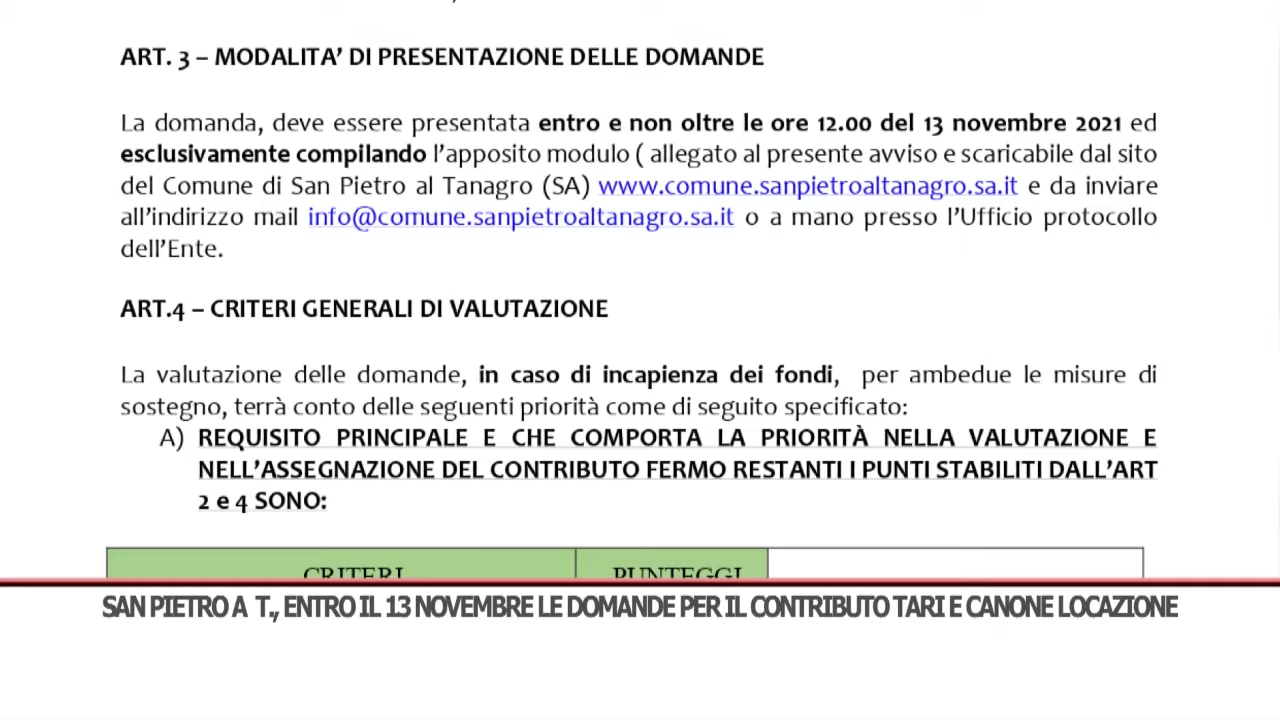 ART. 3 – MODALITA’ DI PRESENTAZIONE DELLE DOMANDE
La domanda, deve essere presentata entro e non oltre le ore 12.00 del 13 novembre 2021 ed
esclusivamente compilando l’apposito modulo ( allegato al presente avviso e scaricabile dal sito
del Comune di San Pietro al Tanagro (SA) www.comune.sanpietroaltanagro.sa.it e da inviare
all’indirizzo mail info@comune.sanpietroaltanagro.sa.it o a mano presso l’Ufficio protocollo
dell’Ente.
ART.4 – CRITERI GENERALI DI VALUTAZIONE
La valutazione delle domande, in caso di incapienza dei fondi, per ambedue le misure di
sostegno, terrà conto delle seguenti priorità come di seguito specificato:
A) REQUISITO PRINCIPALE E CHE COMPORTA LA PRIORITÀ NELLA VALUTAZIONE E
NELL’ASSEGNAZIONE DEL CONTRIBUTO FERMO RESTANTI I PUNTI STABILITI DALL’ART
2 e 4 SONO:
CRITERI PUNTEGGI
SAN PIETRO A T., ENTRO IL 13 NOVEMBRE LE DOMANDE PER IL CONTRIBUTO TARI E CANONE LOCAZIONE